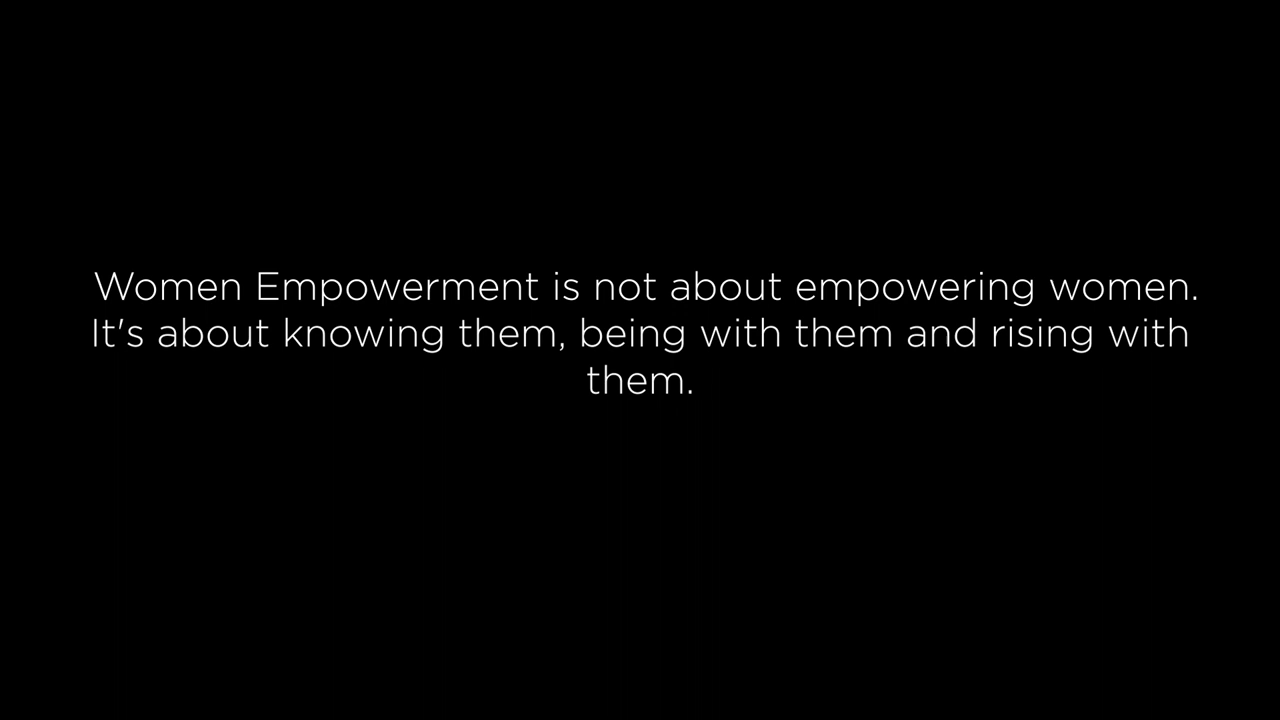 Women Empowerment is not about empowering women.
It's about knowing them, being with them and rising with
them.